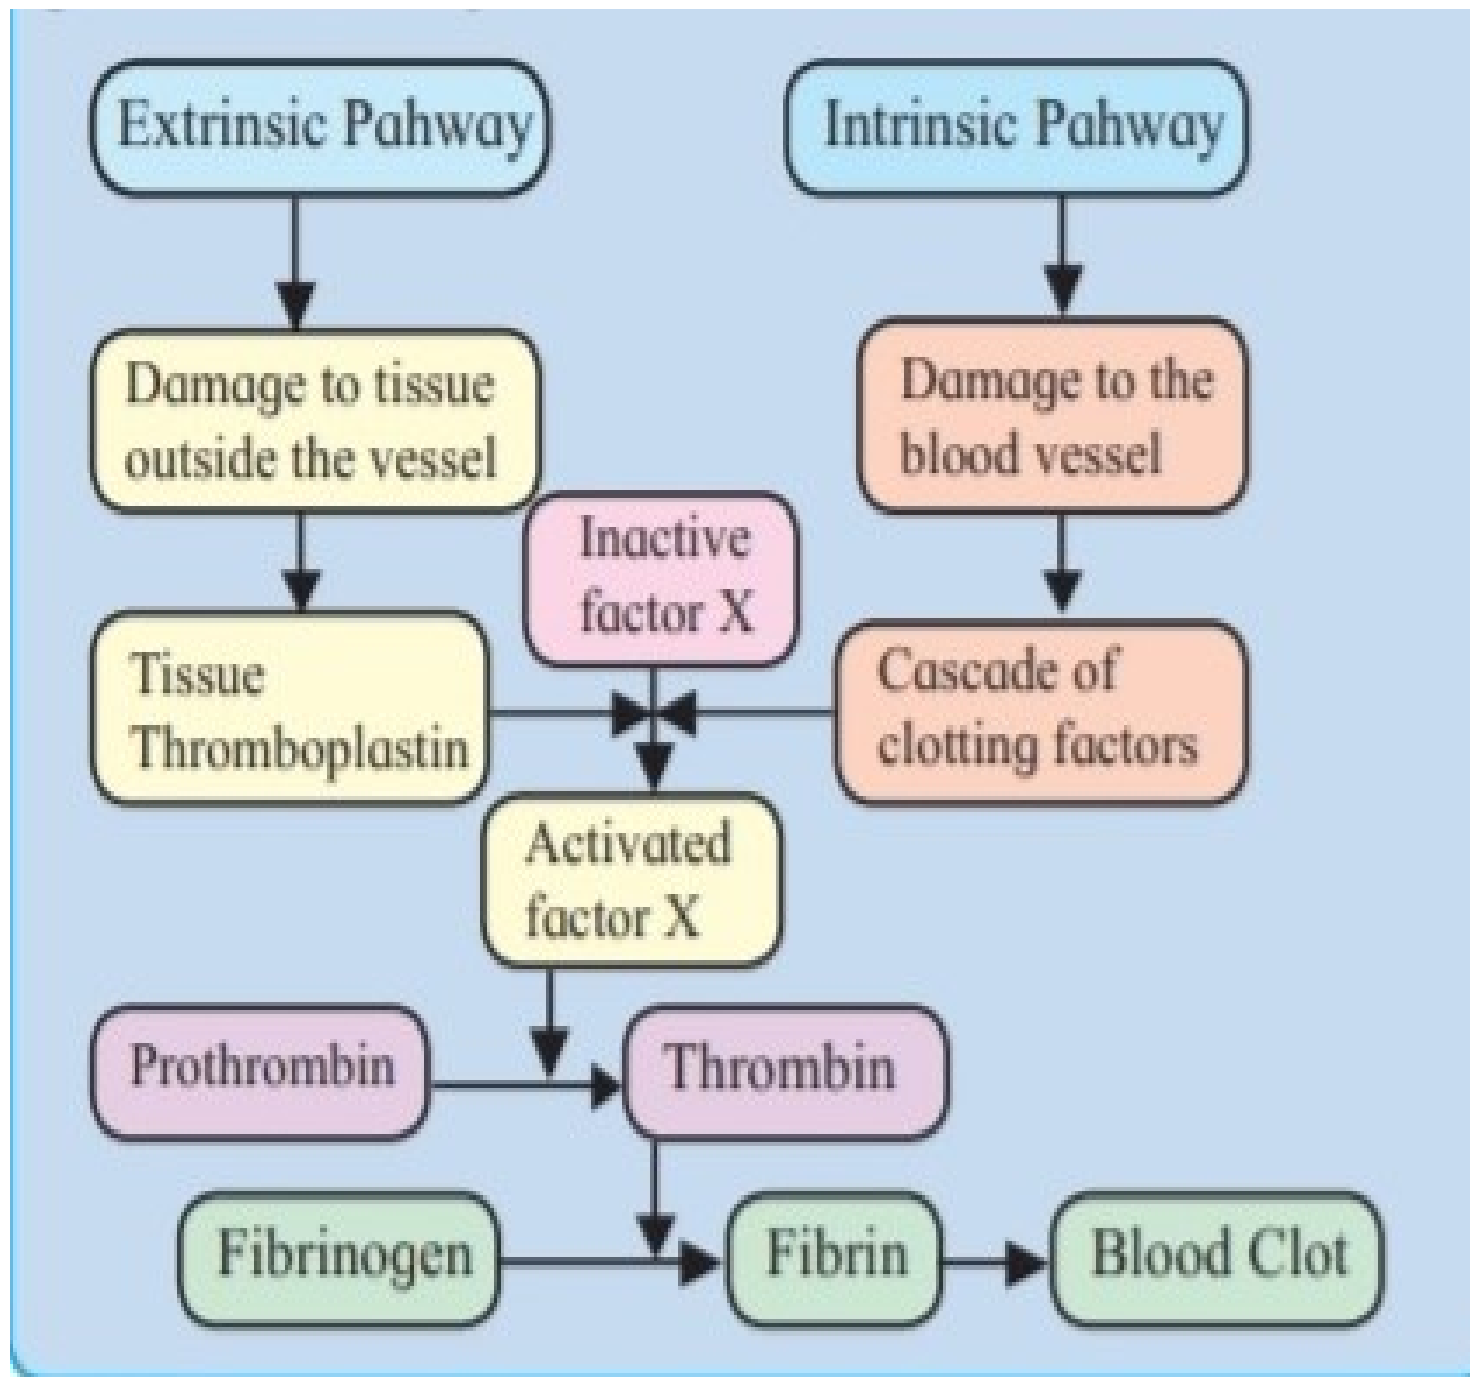 Extrinsic Pahway
Intrinsic Pahway
Damage to tissue
outside the vessel
Damage to the
blood vessel
Inactive
factor X
Tissue
Thromboplastin
Cascade of
clotting factors
Activated
factor X
Prothrombin
Thrombin
Fibrinogen
Fibrin
Blood Clot